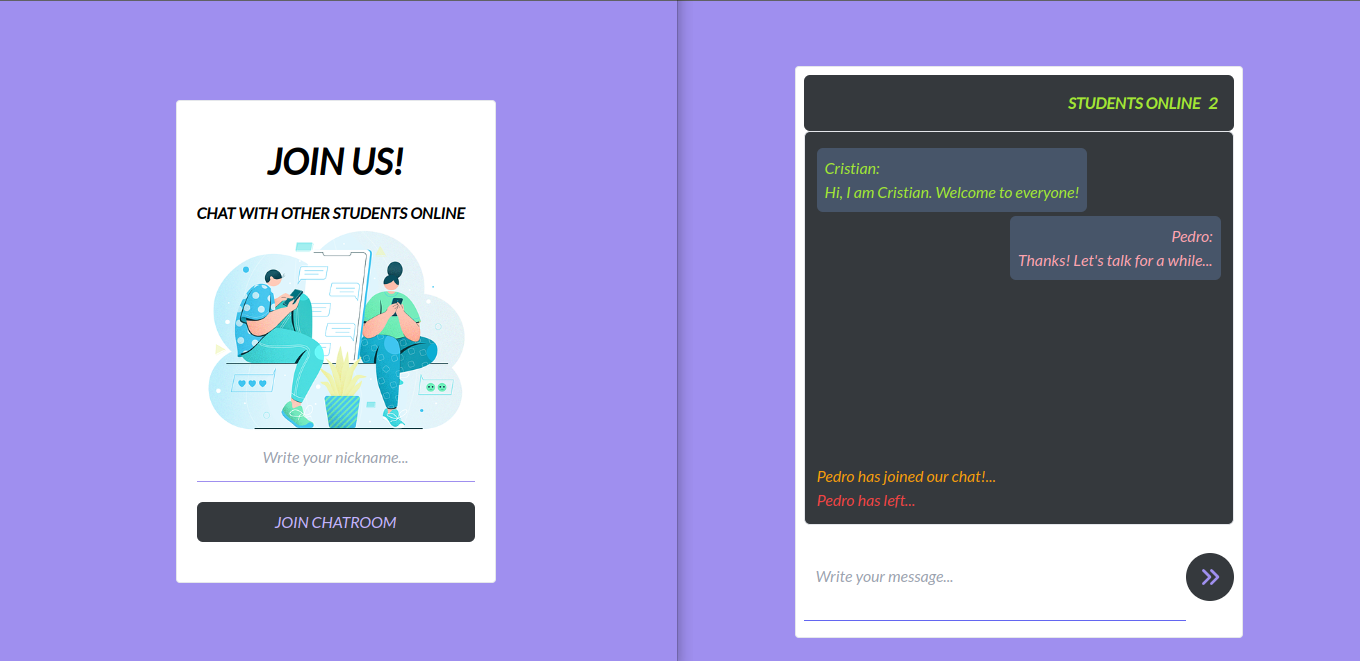 JOIN US!
CHAT WITH OTHER STUDENTS ONLINE
Write your nickname...
JOIN CHATROOM
STUDENTS ONLINE 2
Cristian:
Hi, I am Cristian. Welcome to everyone!
Pedro:
Thanks! Let's talk for a while...
Pedro has joined our chat!...
Pedro has left...
Write your message...